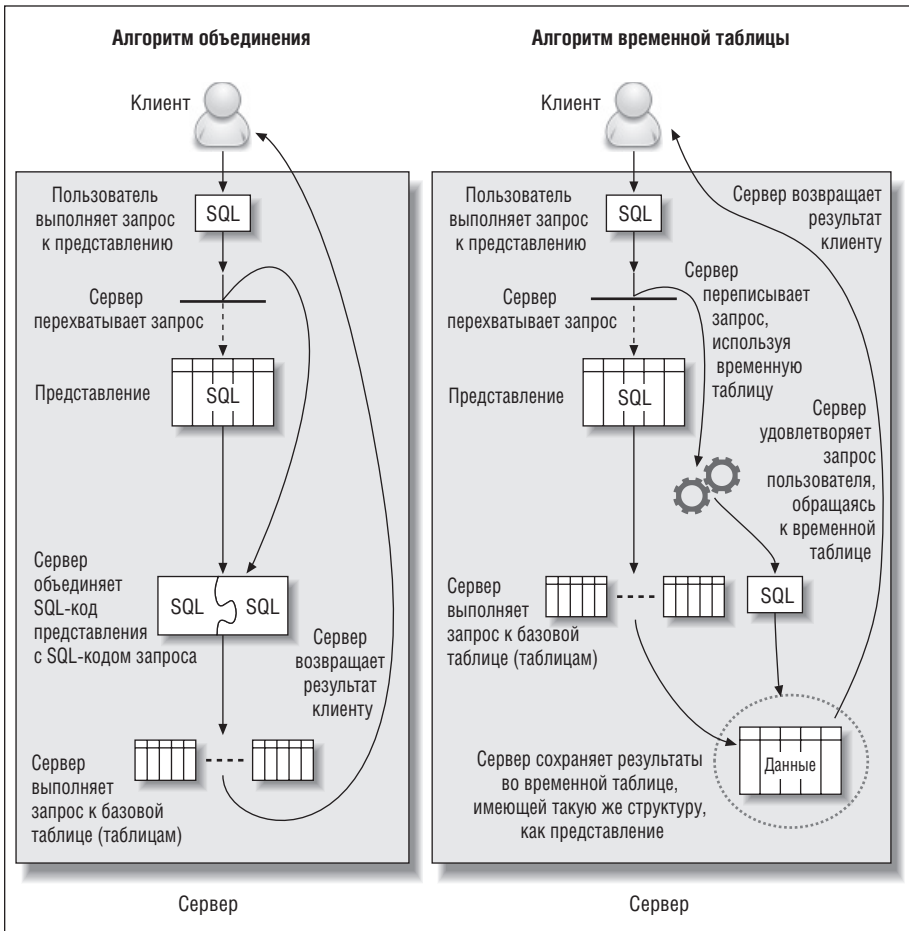 Алгоритм объединения
Клиент
Пользователь
выполняет запрос
к представлению
SQL
Сервер
перехватывает запрос
Представление
SQL
Сервер
объединяет
SQL-код
представления
с SQL-кодом запроса
SQL
SQL
Сервер
возвращает
результат
клиенту
Сервер
выполняет
запрос к базовой
таблице (таблицам)
Сервер
Алгоритм временной таблицы
Клиент
Пользователь
выполняет запрос
к представлению
SQL
Сервер возвращает
результат
клиенту
Сервер
перехватывает запрос
Сервер
переписывает
запрос,
используя
временную
таблицу
Представление
SQL
Сервер
удовлетворяет
запрос
пользователя,
обращаясь
к временной
таблице
Сервер
выполняет
запрос к базовой
таблице (таблицам)
SQL
Сервер сохраняет результаты
во временной таблице,
имеющей такую же структуру,
как представление
Данные
Сервер